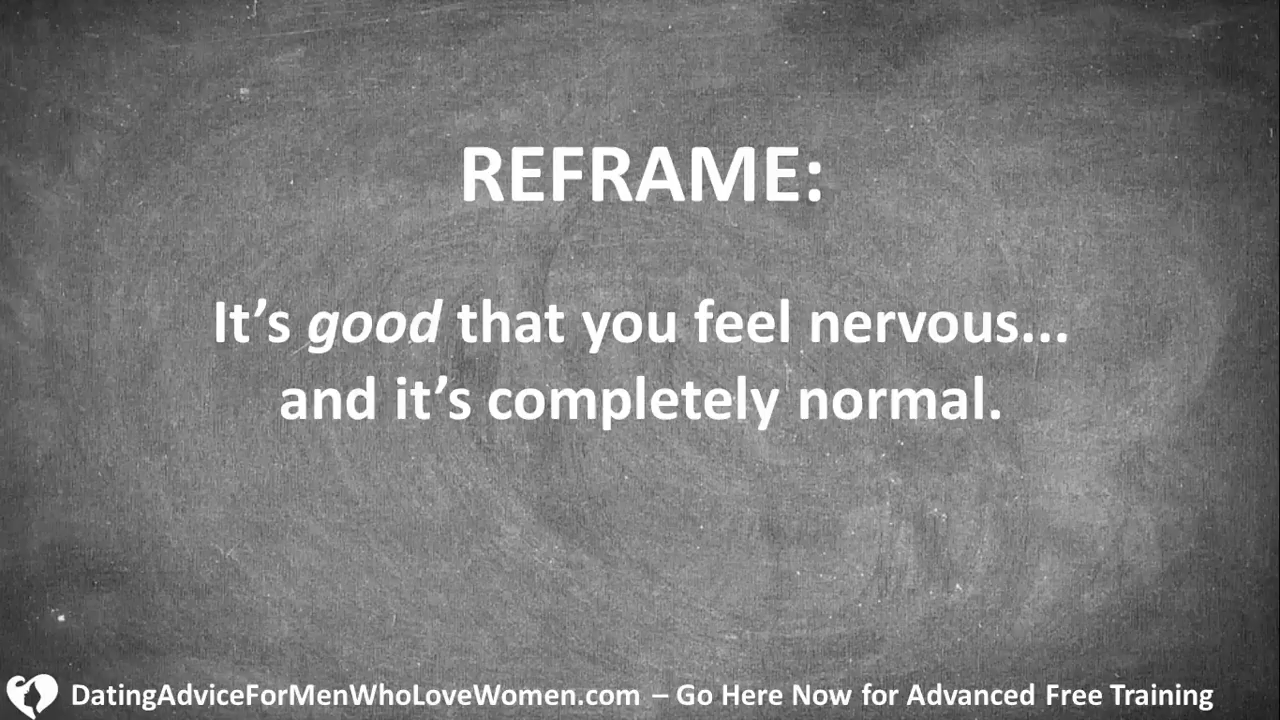 REFRAME:
It’s good that you feel nervous...
and it’s completely normal.
DatingAdviceForMenWhoLoveWomen.com – Go Here Now for Advanced Free Training